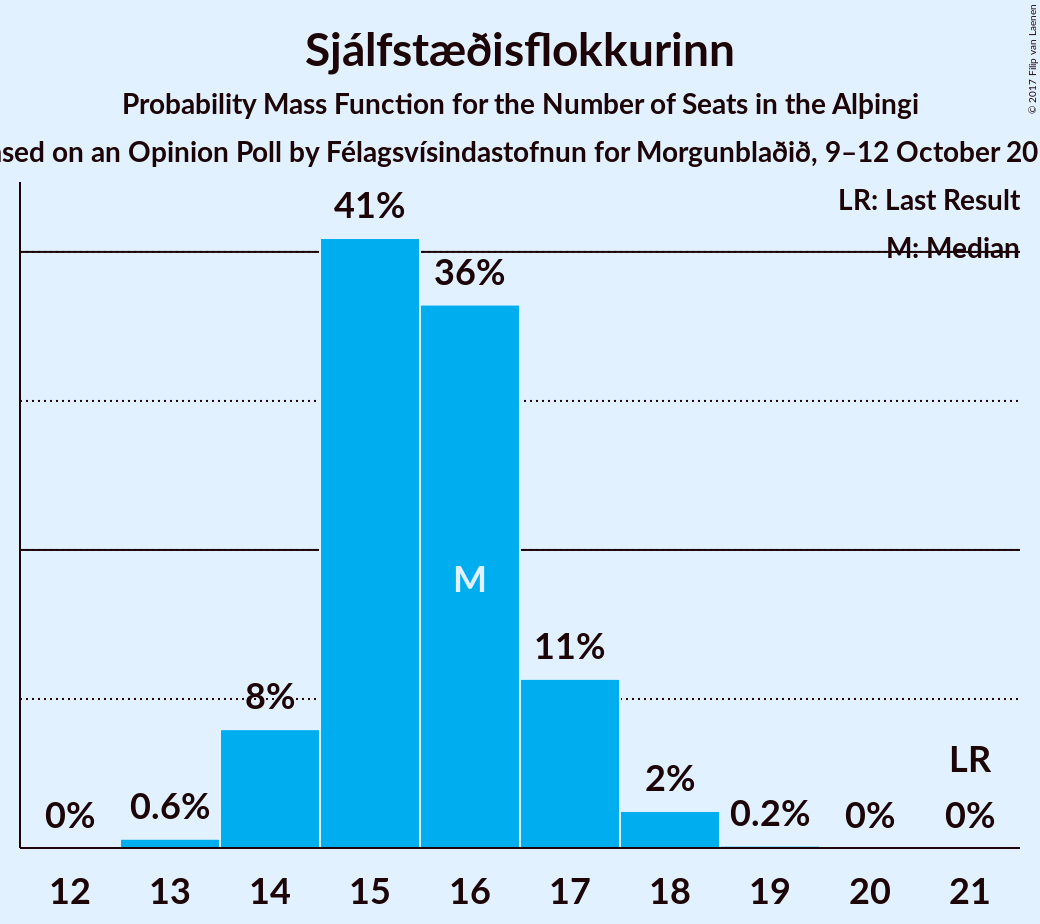 Sjálfstæðisflokkurinn
Probability Mass Function for the Number of Seats in the Alþingi
on an Opinion Poll by Félagsvísindastofnun for Morgunblaðið, 9–12 October
© 2017 Filip van Laenen
LR: Last Result
M: Median
41%
36%
M
11%
8%
2%
LR
0%
0.6%
0.2%
0%
0%
12 13 14 15 16 17 18 19 20 21